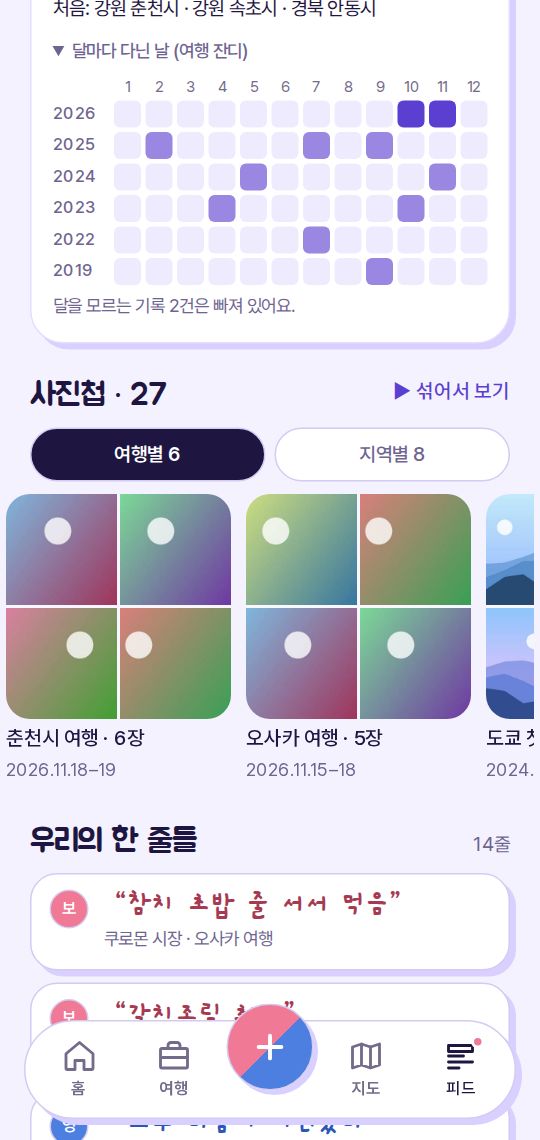 처음: 강원 춘천시 · 강원 속초시 · 경북 안동시
▼ 달마다 다닌 날 (여행 잔디)
1 2 3 4 5 6 7 8 9 10 11 12
2026
2025
2024
2023
2022
2019
달을 모르는 기록 2건은 빠져 있어요.
사진첩 · 27
▶ 섞어서 보기
여행별 6
지역별 8
춘천시 여행 · 6장
오사카 여행 · 5장
도쿄
2026.11.18–19
2026.11.15–18
2024.
우리의 한 줄들
14줄
보
“참치 초밥 줄 서서 먹음”
쿠로몬 시장 · 오사카 여행
“갈치조림
홈
여행
지도
피드